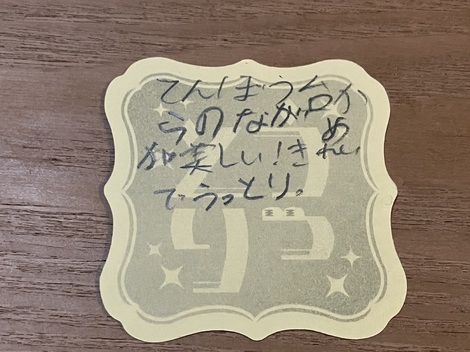 てんぼう台か
らのながめ
が美しい!きれい
でうっとり。